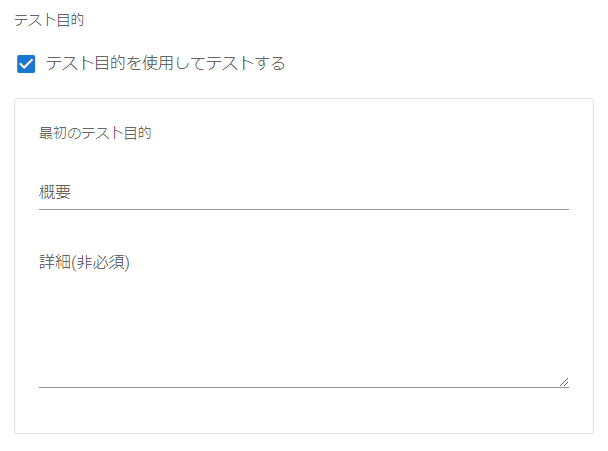 テスト目的
テスト目的を使用してテストする
最初のテスト目的
概要
詳細(非必須)